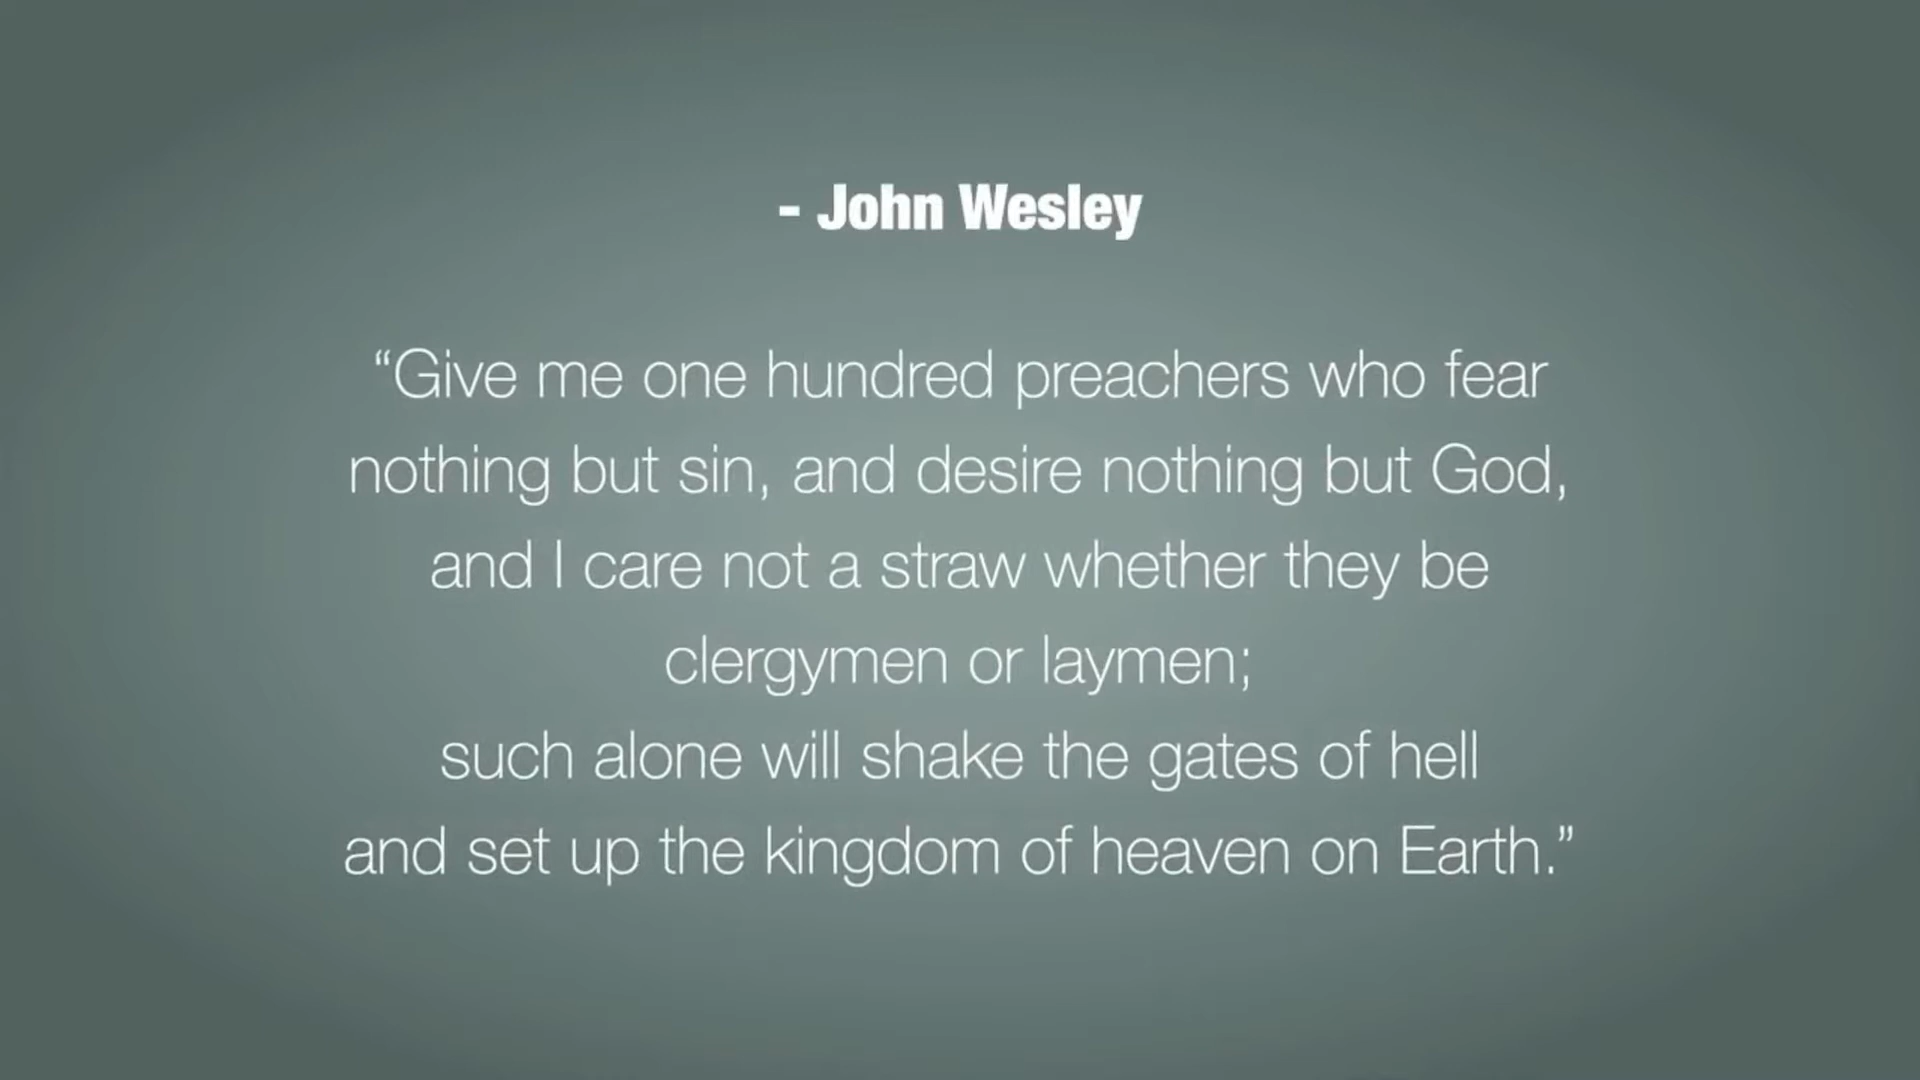 - John Wesley
“Give me one hundred preachers who fear
nothing but sin, and desire nothing but God,
and I care not a straw whether they be
clergymen or laymen;
such alone will shake the gates of hell
and set up the kingdom of heaven on Earth.”